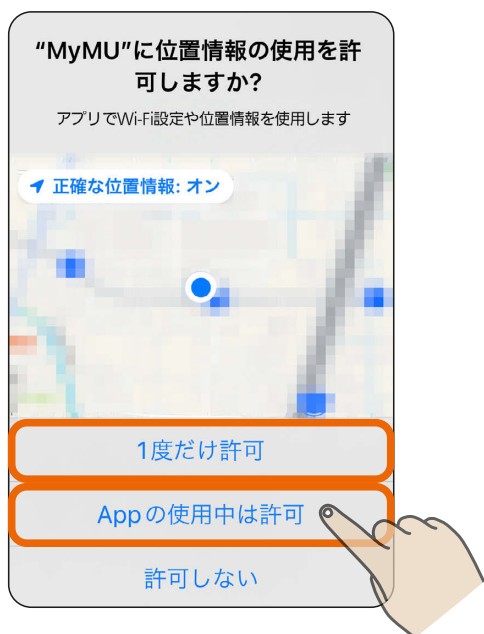 “MyMU”に位置情報の使用を許
可しますか?
アプリでWi-Fi設定や位置情報を使用します
正確な位置情報: オン
1度だけ許可
Appの使用中は許可
許可しない